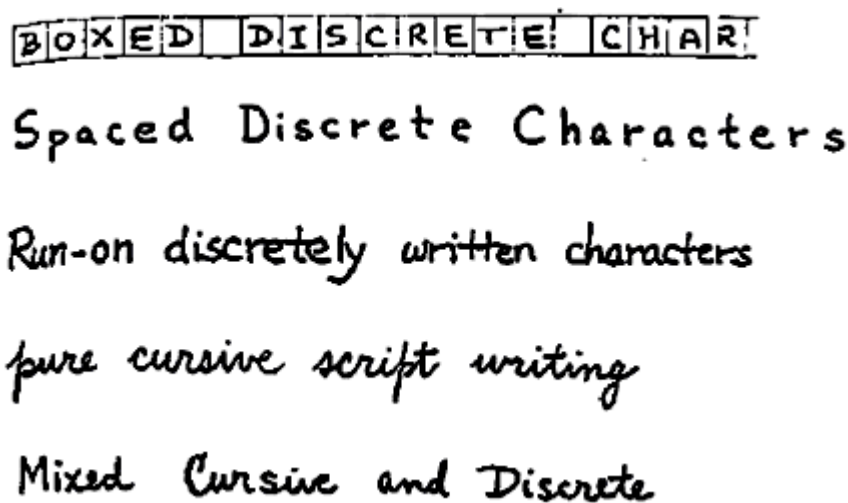 BOXED DISCRETE CHAR
Spaced Discrete Characters
Run-on discretely written characters
pure cursive script writing
Mixed Cursive and Discrete